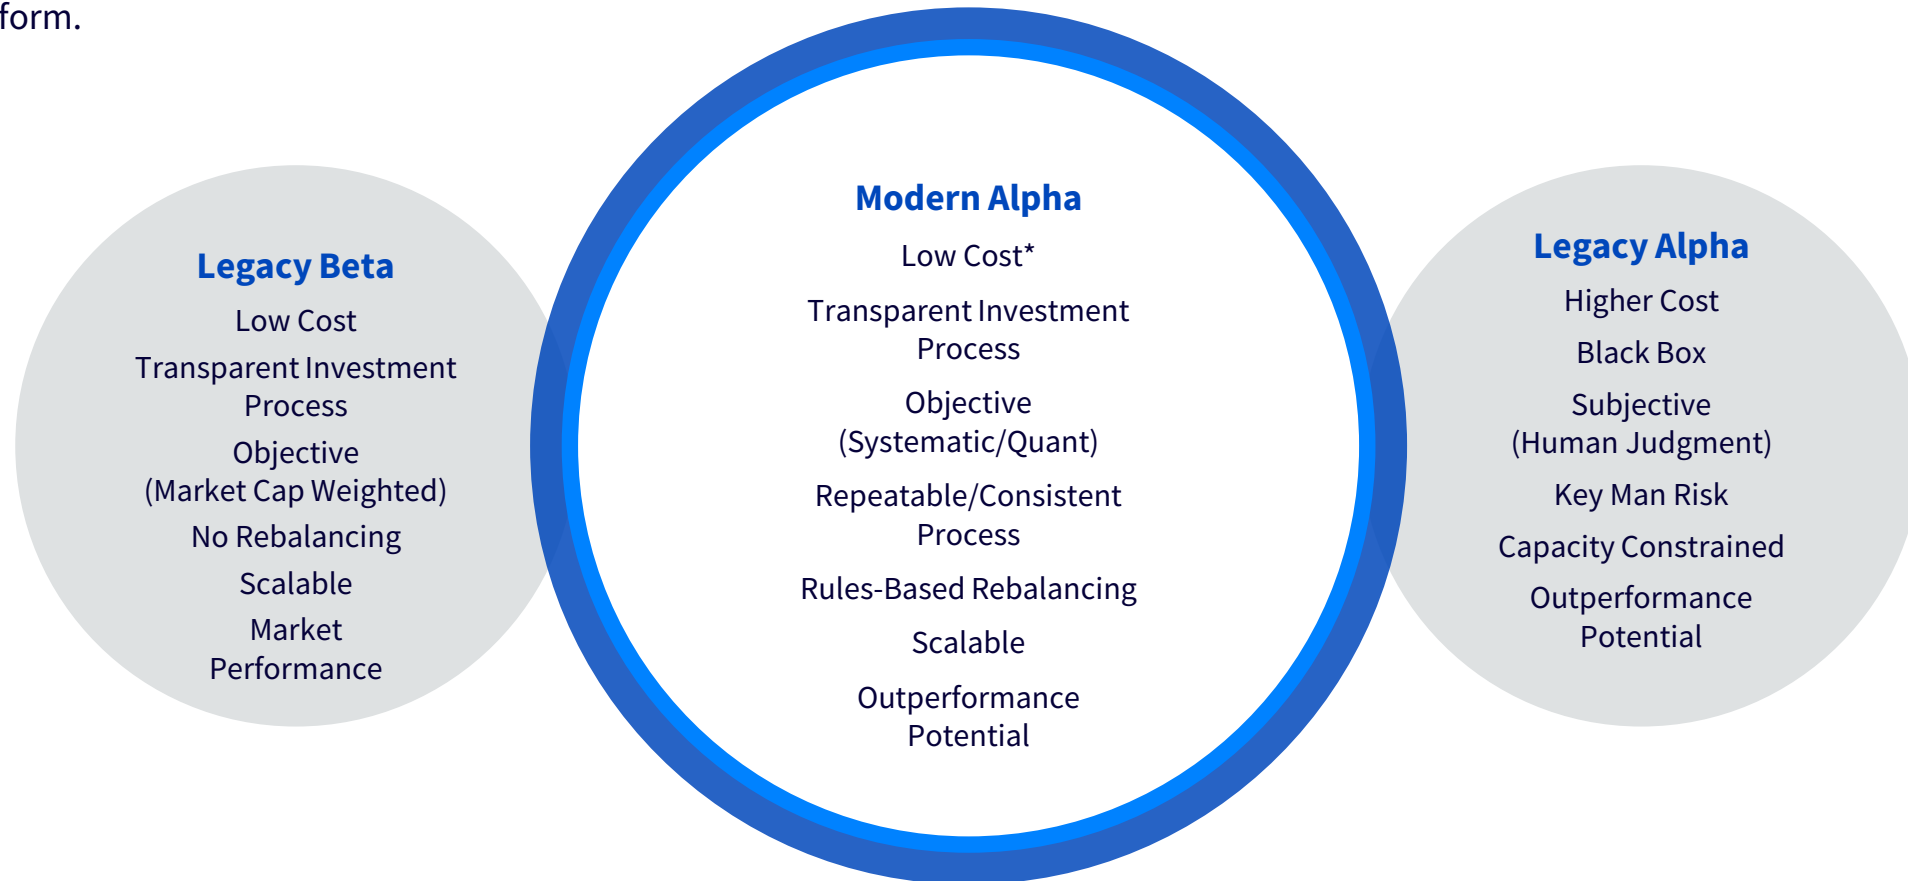 form.
Legacy Beta
Low Cost
Transparent Investment
Process
Objective
(Market Cap Weighted)
No Rebalancing
Scalable
Market
Performance
Modern Alpha
Low Cost*
Transparent Investment
Process
Objective
(Systematic/Quant)
Repeatable/Consistent
Process
Rules-Based Rebalancing
Scalable
Outperformance
Potential
Legacy Alpha
Higher Cost
Black Box
Subjective
(Human Judgment)
Key Man Risk
Capacity Constrained
Outperformance
Potential